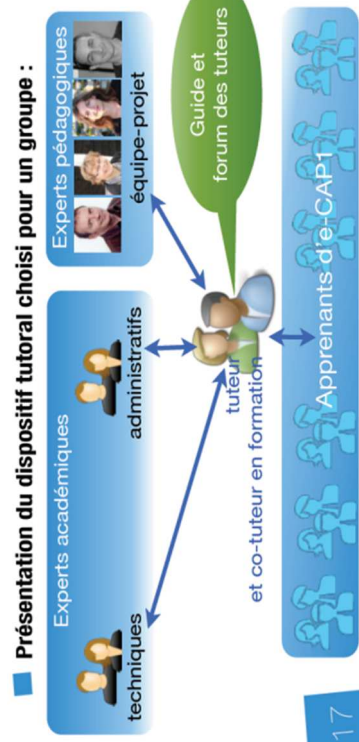 Présentation du dispositif tutoral choisi pour un groupe :
Experts académiques
techniques
administratifs
Experts pédagogiques
équipe-projet
tuteur
et co-tuteur en formation
Guide et
forum des tuteurs
Apprenants d'e-CAP1
17